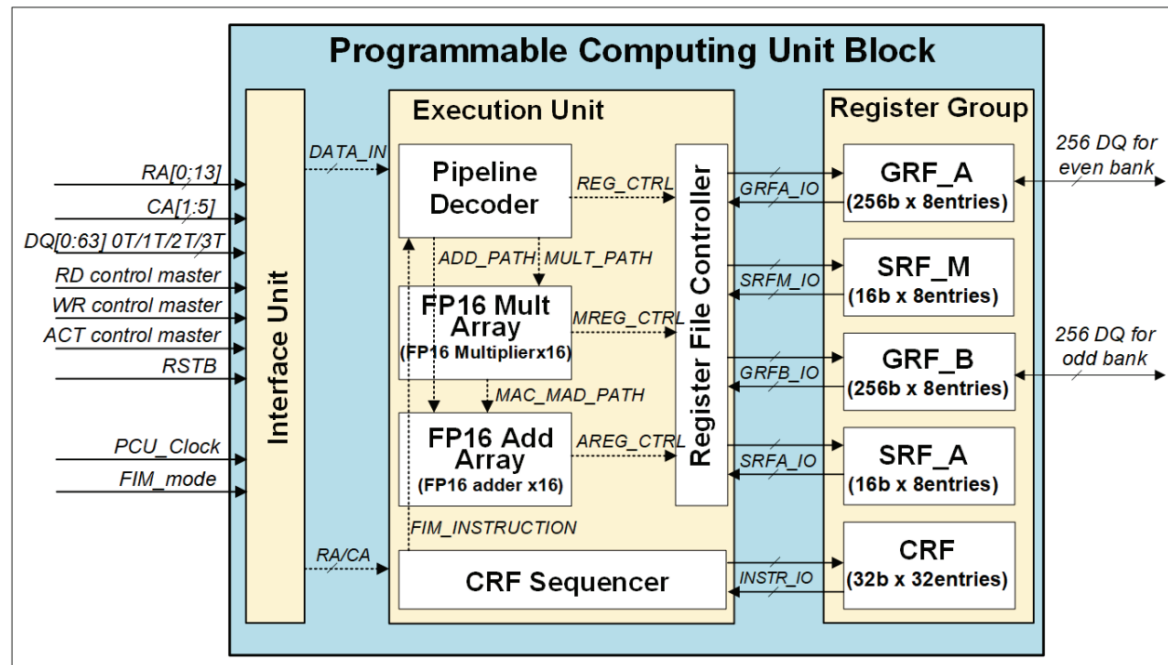 Programmable Computing Unit Block
RA[0:13]
CA[1:5]
DQ[0:63] 0T/1T/2T/3T
RD control master
WR control master
ACT control master
RSTB
PCU_Clock
FIM_mode
Interface Unit
DATA_IN
RA/CA
Execution Unit
Pipeline
Decoder
REG_CTRL
ADD_PATH
MULT_PATH
FP16 Mult
Array
(FP16 Multiplierx16)
MREG_CTRL
MAC_MAD_PATH
FP16 Add
Array
(FP16 adder x16)
AREG_CTRL
FIM_INSTRUCTION
CRF Sequencer
Register File Controller
GRFA_IO
SRFM_IO
GRFB_IO
SRFA_IO
INSTR_IO
Register Group
GRF_A
(256b x 8entries)
SRF_M
(16b x 8entries)
GRF_B
(256b x 8entries)
SRF_A
(16b x 8entries)
CRF
(32b x 32entries)
256 DQ for
even bank
256 DQ for
odd bank